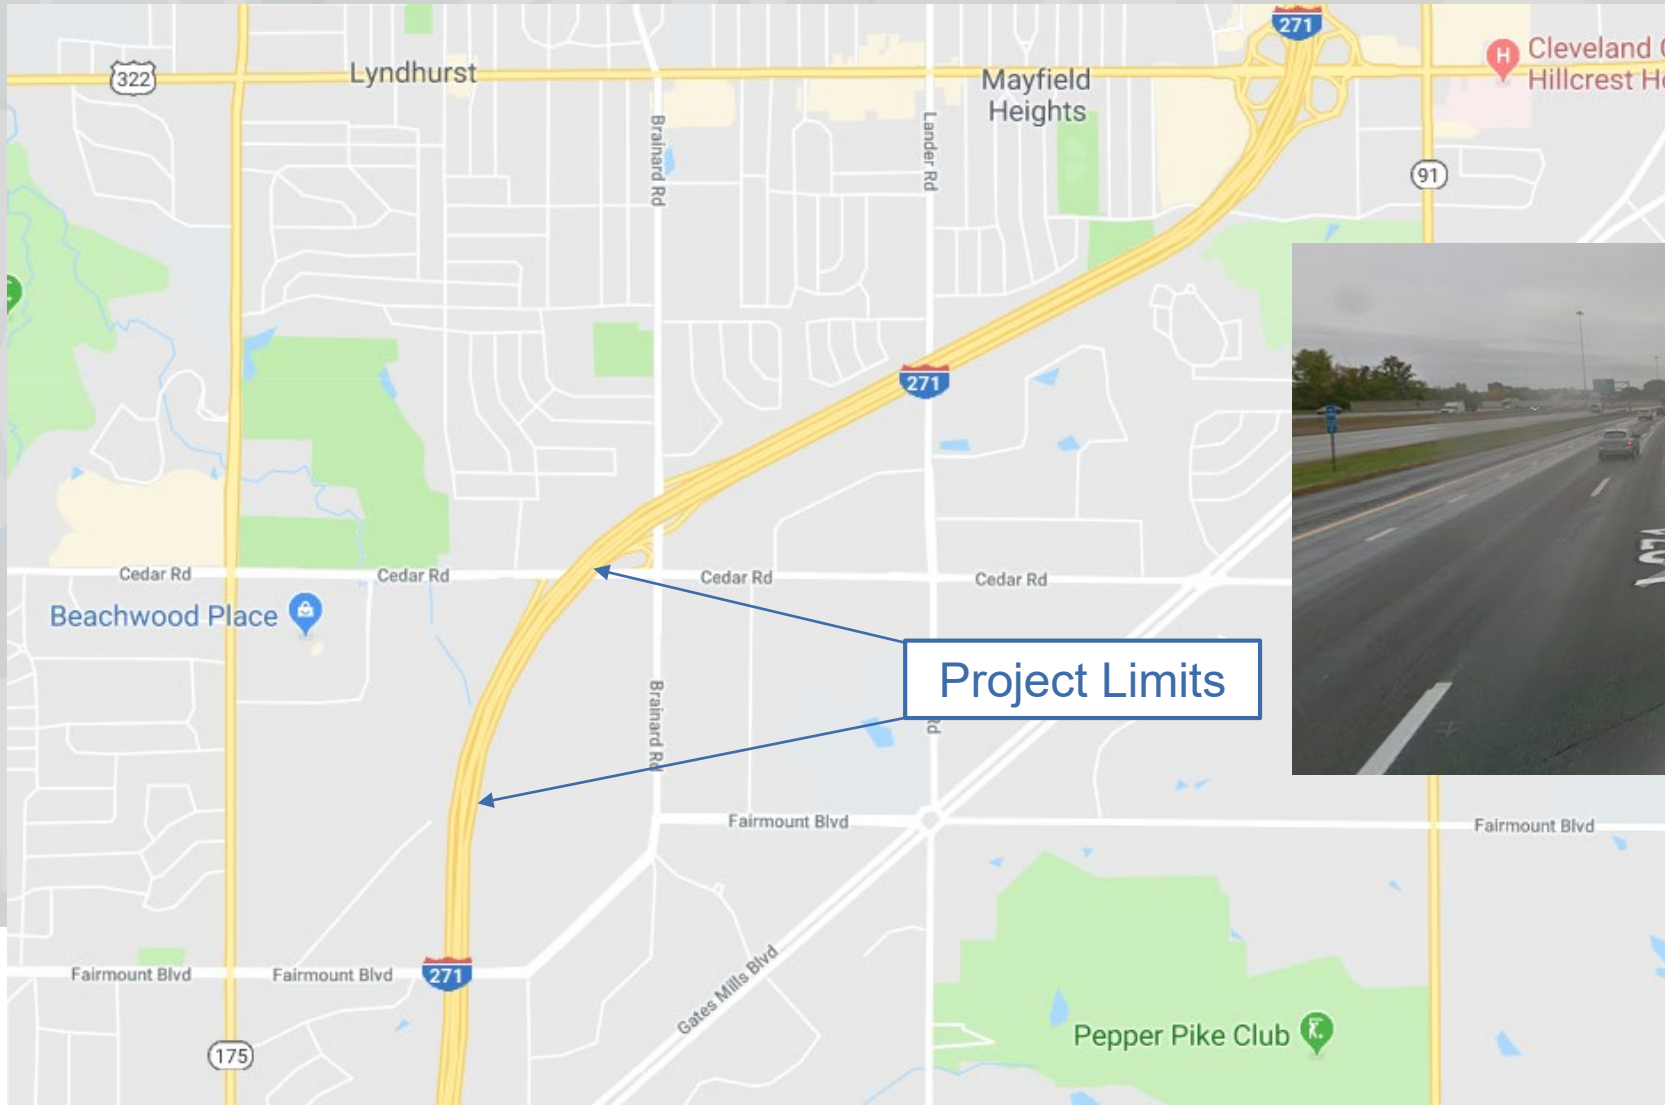 271
Cleveland
Hillcrest
322
Lyndhurst
Mayfield
Heights
Brainard Rd
Lander Rd
91
271
Cedar Rd
Cedar Rd
Cedar Rd
Cedar Rd
Beachwood Place
Project Limits
Brainard Rd
Rd
Fairmount Blvd
Fairmount Blvd
Fairmount Blvd
Fairmount Blvd
271
Gates Mills Blvd
Pepper Pike Club
175